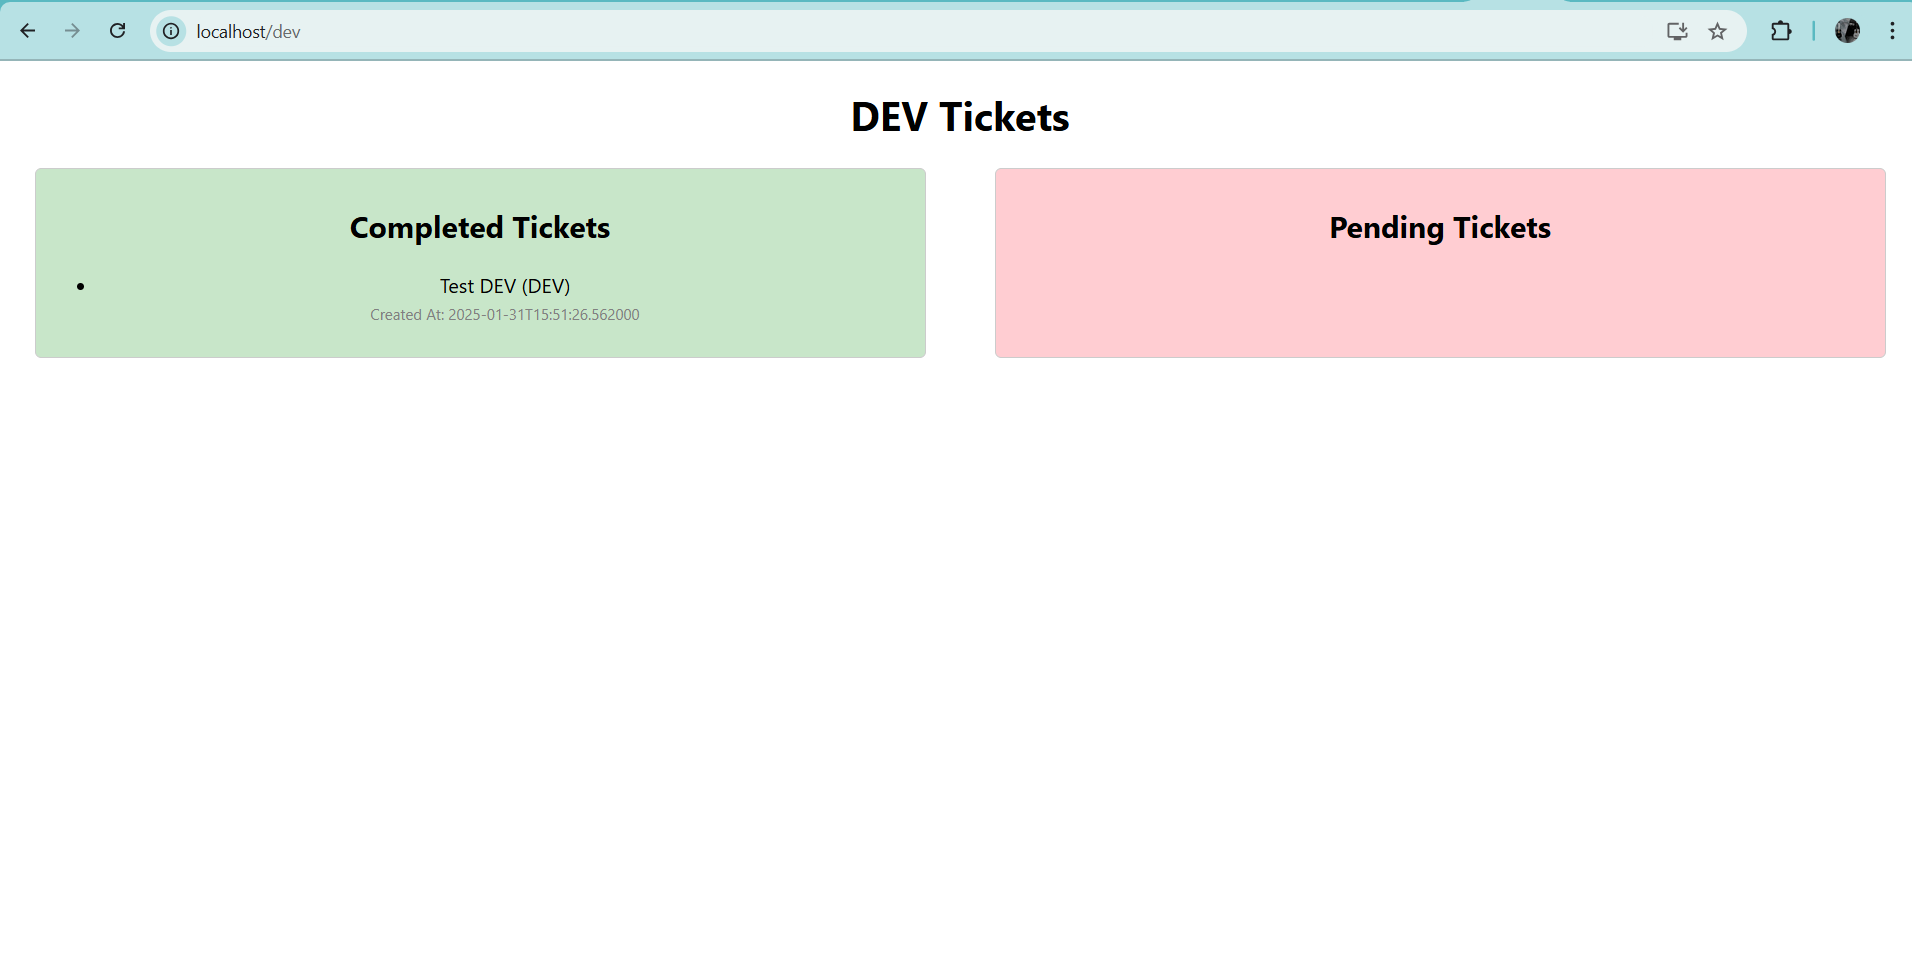 localhost/dev
DEV Tickets
Completed Tickets
Test DEV (DEV)
Created At: 2025-01-31T15:51:26.562000
Pending Tickets